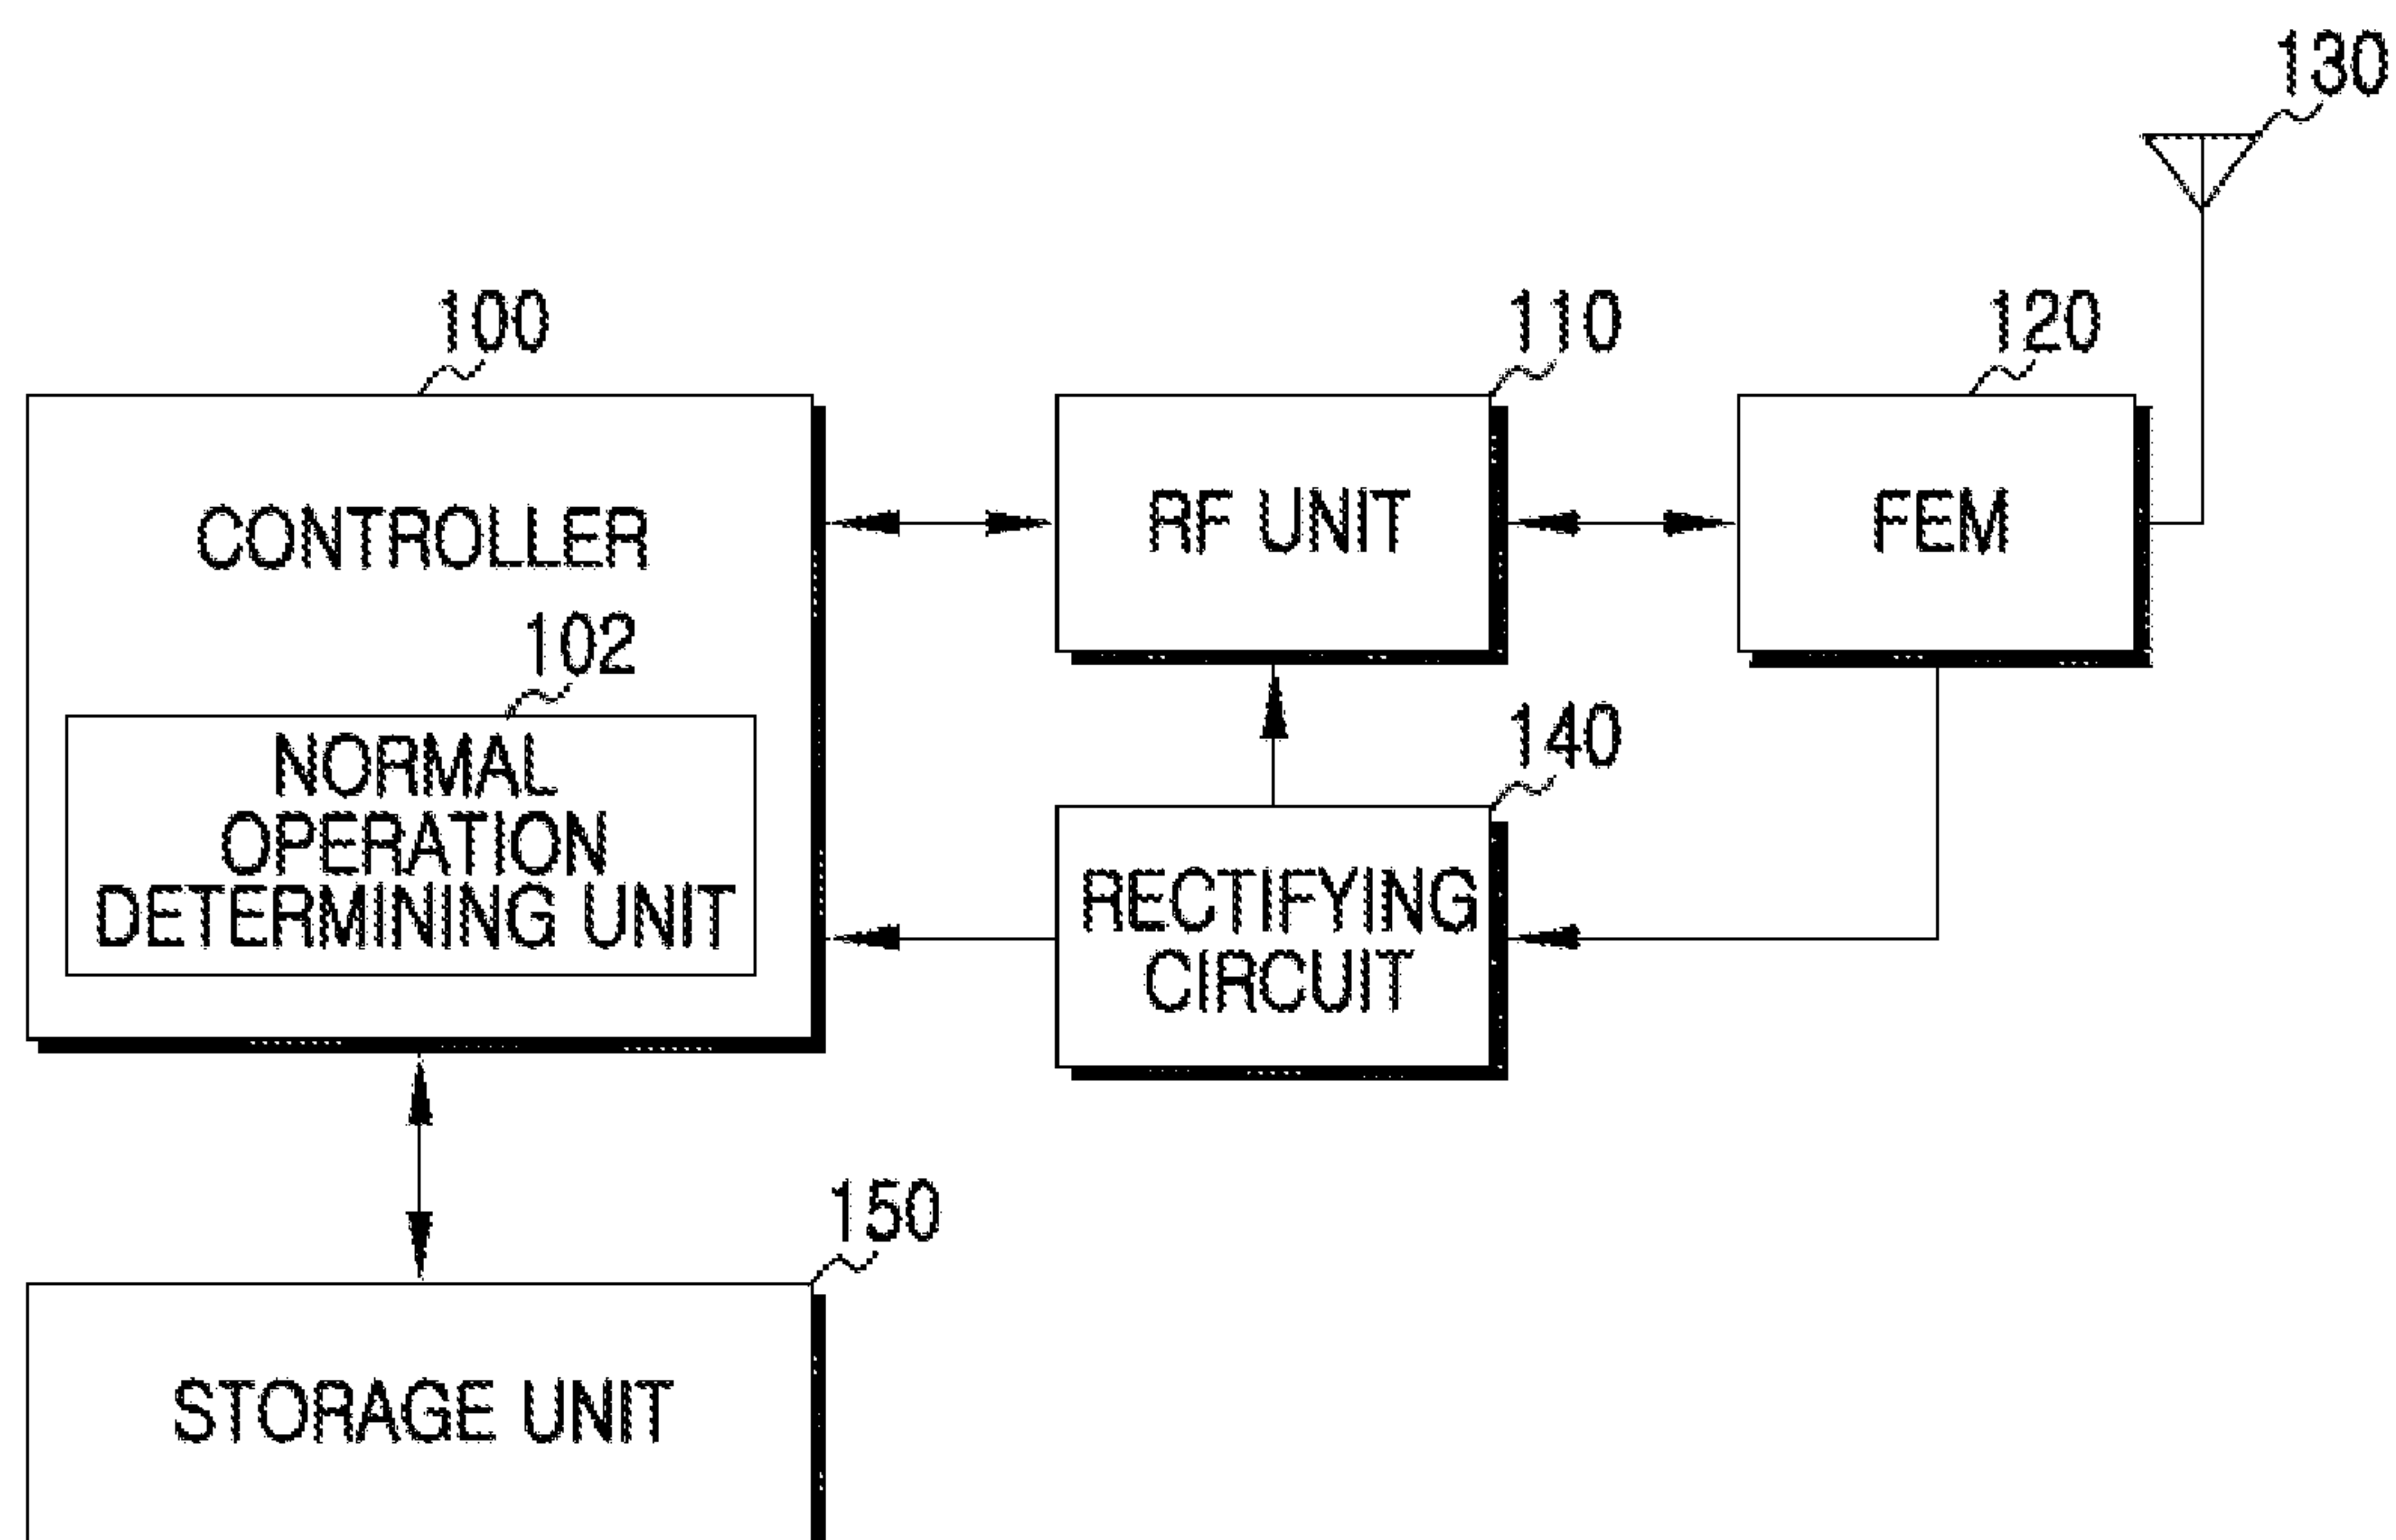 130
100
110
120
CONTROLLER
RF UNIT
FEM
102
140
NORMAL
OPERATION
DETERMINING UNIT
RECTIFYING
CIRCUIT
150
STORAGE UNIT